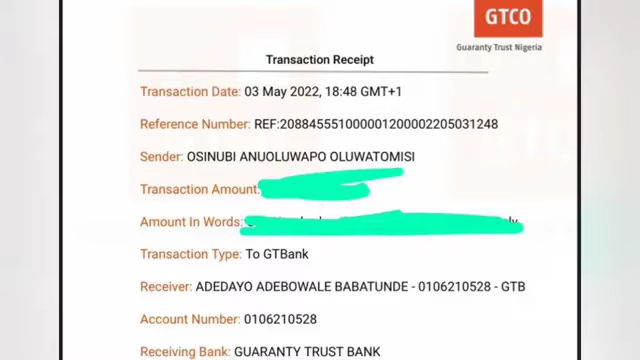 GTCO
Guaranty Trust Nigeria
Transaction Receipt
Transaction Date: 03 May 2022, 18:48 GMT+1
Reference Number: REF:208845551000001200002205031248
Sender: OSINUBI ANUOLUWAPO OLUWATOMISI
Transaction Amount:
Amount In Words:
Transaction Type: To GTBank
Receiver: ADEDAYO ADEBOWALE BABATUNDE - 0106210528 - GTB
Account Number: 0106210528
Receiving Bank: GUARANTY TRUST BANK